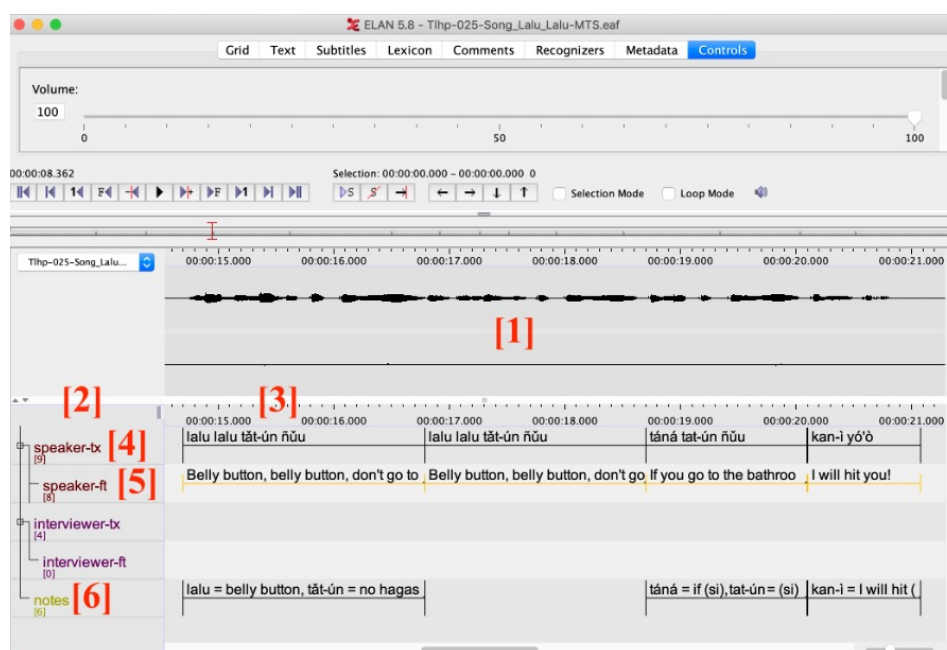 ELAN 5.8 - Tlhp-025-Song_Lalu_Lalu-MTS.eaf
Grid Text Subtitles Lexicon Comments Recognizers Metadata Controls
Volume:
100
0 50 100
00:00:08.362 Selection: 00:00:00.000 - 00:00:00.000 0
1 F F 1 S S Selection Mode Loop Mode
Tlhp-025-Song_Lalu... 00:00:15.000 00:00:16.000 00:00:17.000 00:00:18.000 00:00:19.000 00:00:20.000 00:00:21.000
[1]
[2] [3]
00:00:15.000 00:00:16.000 00:00:17.000 00:00:18.000 00:00:19.000 00:00:20.000 00:00:21.000
speaker-tx [4] lalu lalu tǎt-ún ñǔu lalu lalu tǎt-ún ñǔu táná tat-ún ñǔu kan-ì yó'ò
[9]
speaker-ft [5] Belly button, belly button, don't go to Belly button, belly button, don't go If you go to the bathroo I will hit you!
[8]
interviewer-tx
[4]
interviewer-ft
[0]
notes [6] lalu = belly button, tǎt-ún = no hagas táná = if (si), tat-ún = (si) kan-ì = I will hit (
[6]